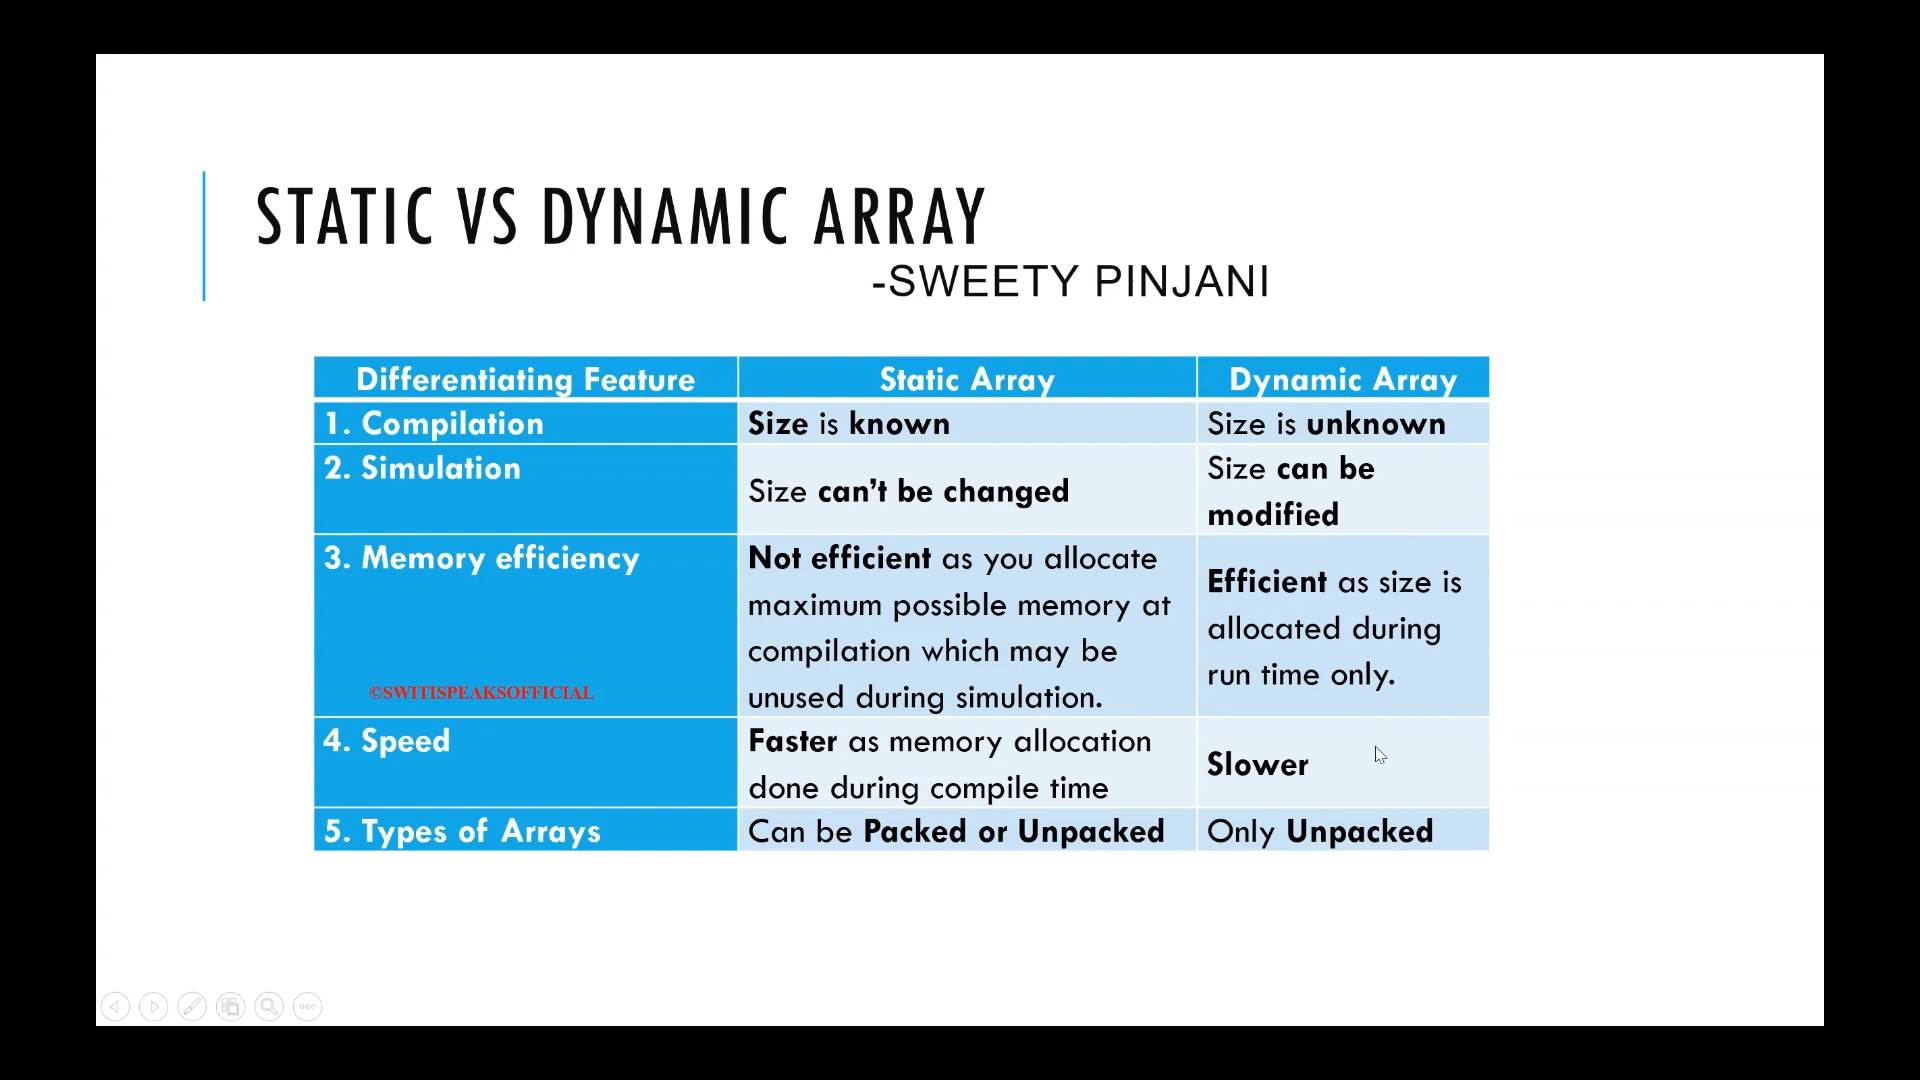 STATIC VS DYNAMIC ARRAY
-SWEETY PINJANI
Differentiating Feature
Static Array
Dynamic Array
1. Compilation
Size is known
Size is unknown
2. Simulation
Size can't be changed
Size can be
modified
3. Memory efficiency
©SWITISPEAKSOFFICIAL
Not efficient as you allocate
maximum possible memory at
compilation which may be
unused during simulation.
Efficient as size is
allocated during
run time only.
4. Speed
Faster as memory allocation
done during compile time
Slower
5. Types of Arrays
Can be Packed or Unpacked
Only Unpacked